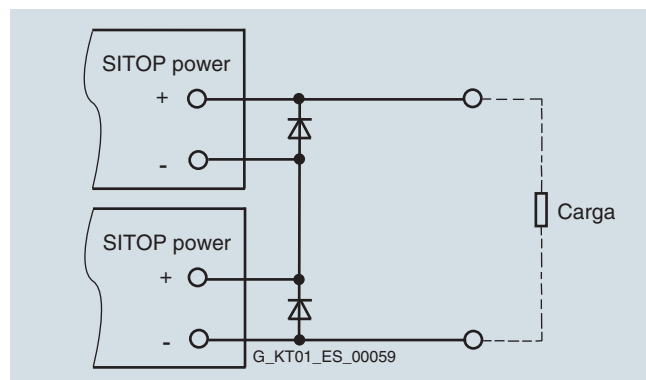 SITOP power
+
-
Carga
SITOP power
+
-
G_KT01_ES_00059